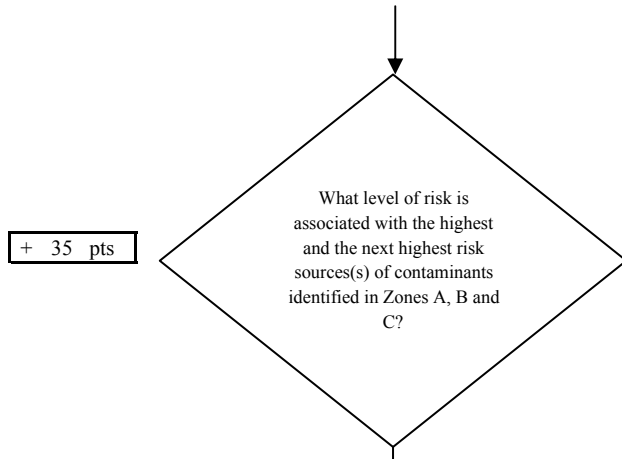 What level of risk is
associated with the highest
and the next highest risk
sources(s) of contaminants
identified in Zones A, B and
C?
+ 35 pts